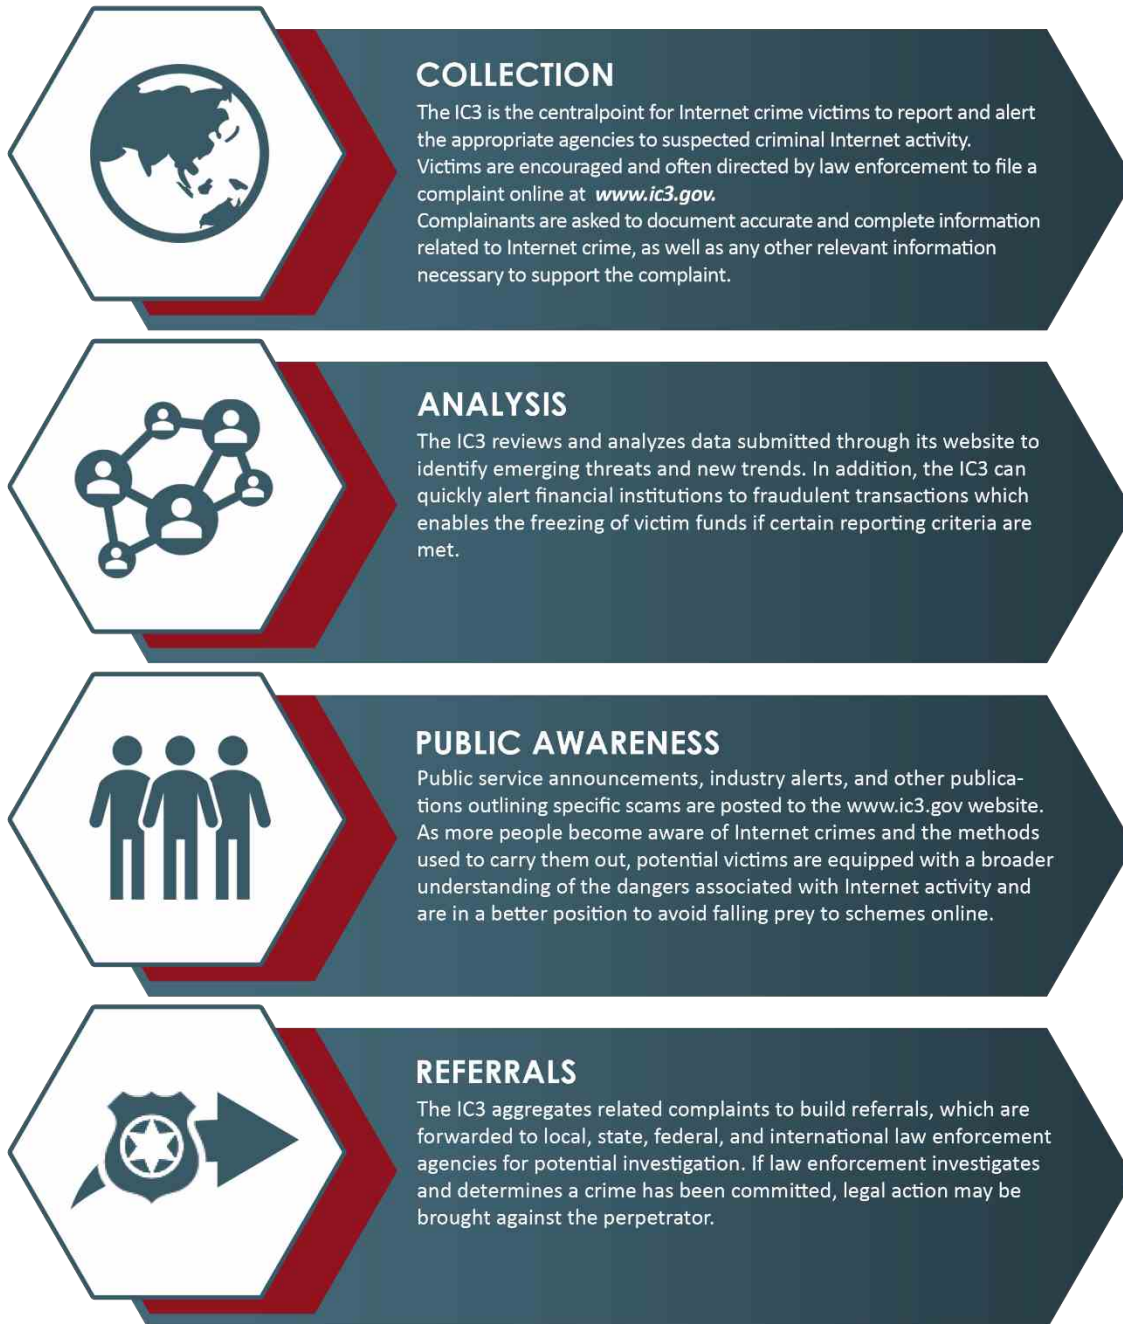 COLLECTION
The IC3 is the centralpoint for Internet crime victims to report and alert
the appropriate agencies to suspected criminal Internet activity.
Victims are encouraged and often directed by law enforcement to file a
complaint online at www.ic3.gov.
Complainants are asked to document accurate and complete information
related to Internet crime, as well as any other relevant information
necessary to support the complaint.
ANALYSIS
The IC3 reviews and analyzes data submitted through its website to
identify emerging threats and new trends. In addition, the IC3 can
quickly alert financial institutions to fraudulent transactions which
enables the freezing of victim funds if certain reporting criteria are
met.
PUBLIC AWARENESS
Public service announcements, industry alerts, and other publica-
tions outlining specific scams are posted to the www.ic3.gov website.
As more people become aware of Internet crimes and the methods
used to carry them out, potential victims are equipped with a broader
understanding of the dangers associated with Internet activity and
are in a better position to avoid falling prey to schemes online.
REFERRALS
The IC3 aggregates related complaints to build referrals, which are
forwarded to local, state, federal, and international law enforcement
agencies for potential investigation. If law enforcement investigates
and determines a crime has been committed, legal action may be
brought against the perpetrator.